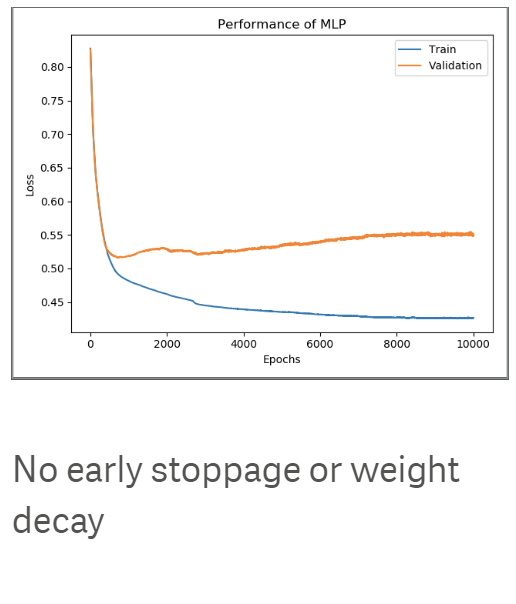 Performance of MLP
Train
Validation
0.80
0.75
0.70
0.65
0.60
0.55
0.50
0.45
Loss
0
2000
4000
6000
8000
10000
Epochs
No early stoppage or weight
decay